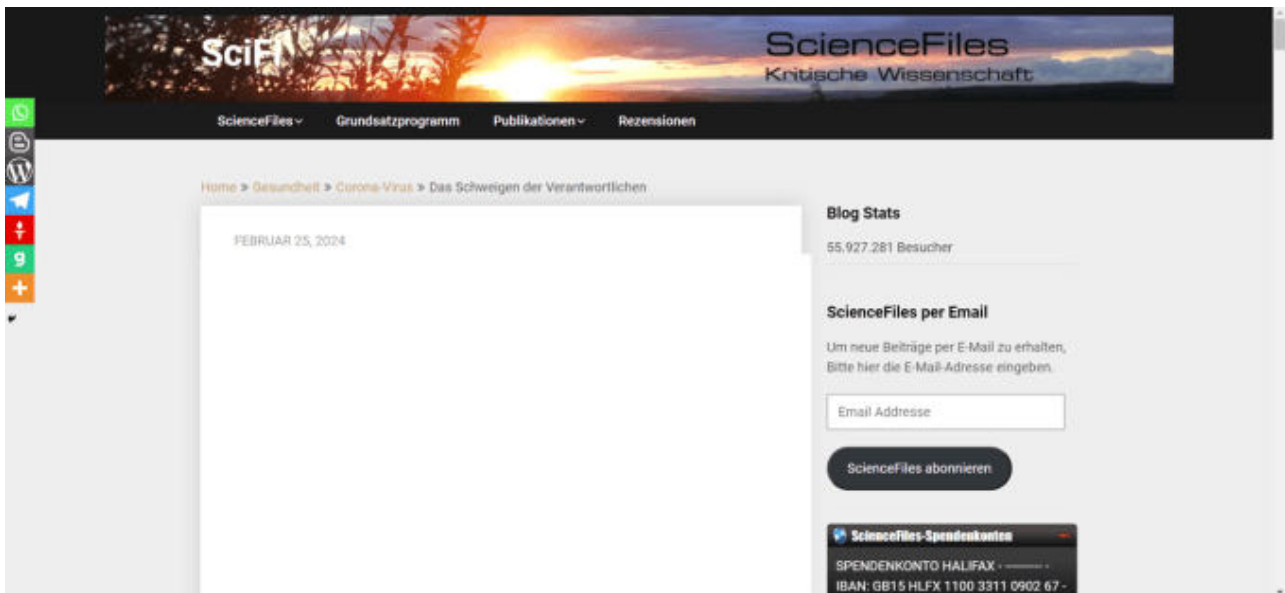 SciFi
ScienceFiles
Kritische Wissenschaft
ScienceFiles
Grundsatzprogramm
Publikationen
Rezensionen
Home » Gesundheit » Corona-Virus » Das Schweigen der Verantwortlichen
FEBRUAR 25, 2024
Blog Stats
55.927.281 Besucher
ScienceFiles per Email
Um neue Beiträge per E-Mail zu erhalten,
Bitte hier die E-Mail-Adresse eingeben.
Email Addresse
ScienceFiles abonnieren
ScienceFiles-Spendenkonten
SPENDENKONTO HALIFAX - ---------- -
IBAN: GB15 HLFX 1100 3311 0902 67 -